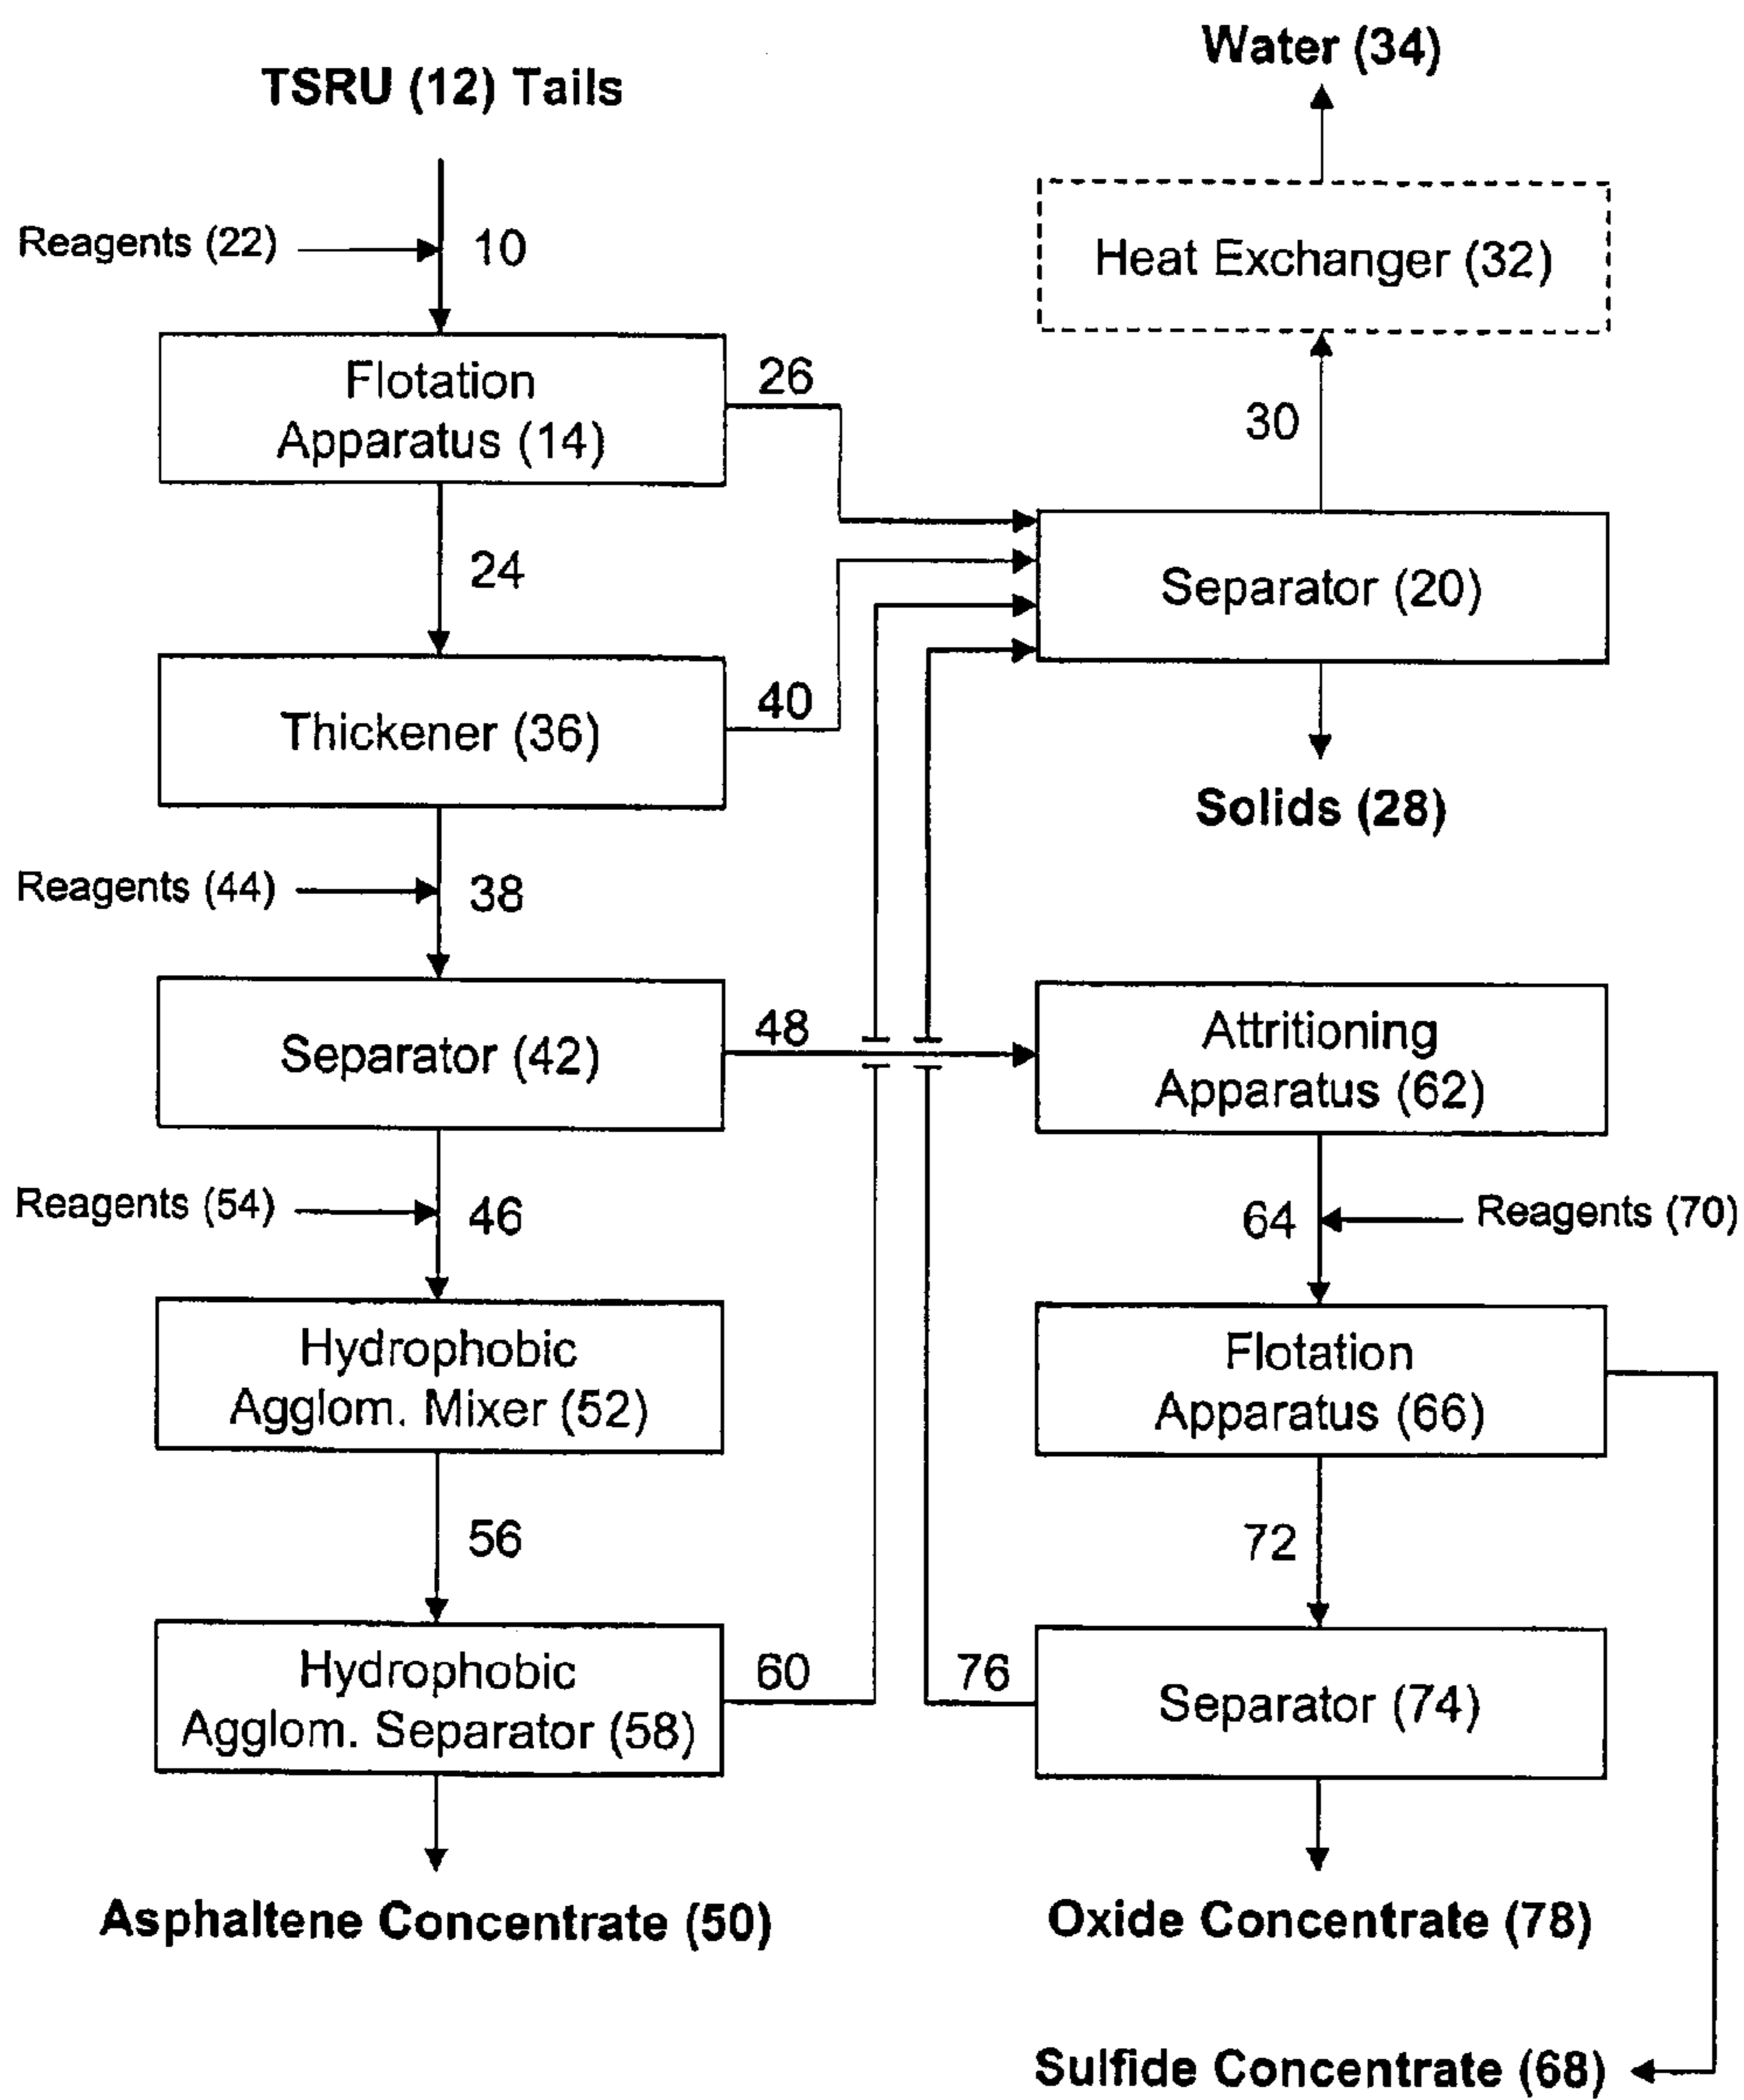 TSRU (12) Tails
Reagents (22)
10
Flotation
Apparatus (14)
26
24
Thickener (36)
40
Reagents (44)
38
Separator (42)
48
Reagents (54)
46
Hydrophobic
Agglom. Mixer (52)
56
Hydrophobic
Agglom. Separator (58)
60
Asphaltene Concentrate (50)
Water (34)
Heat Exchanger (32)
30
Separator (20)
Solids (28)
Attritioning
Apparatus (62)
64
Reagents (70)
Flotation
Apparatus (66)
72
76
Separator (74)
Oxide Concentrate (78)
Sulfide Concentrate (68)